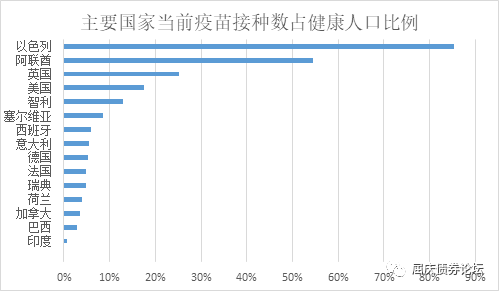 主要国家当前疫苗接种数占健康人口比例
以色列
阿联酋
英国
美国
智利
塞尔维亚
西班牙
意大利
德国
法国
瑞典
荷兰
加拿大
巴西
印度
0% 10% 20% 30% 40% 50% 60% 70% 80% 90%
屈庆债券论坛